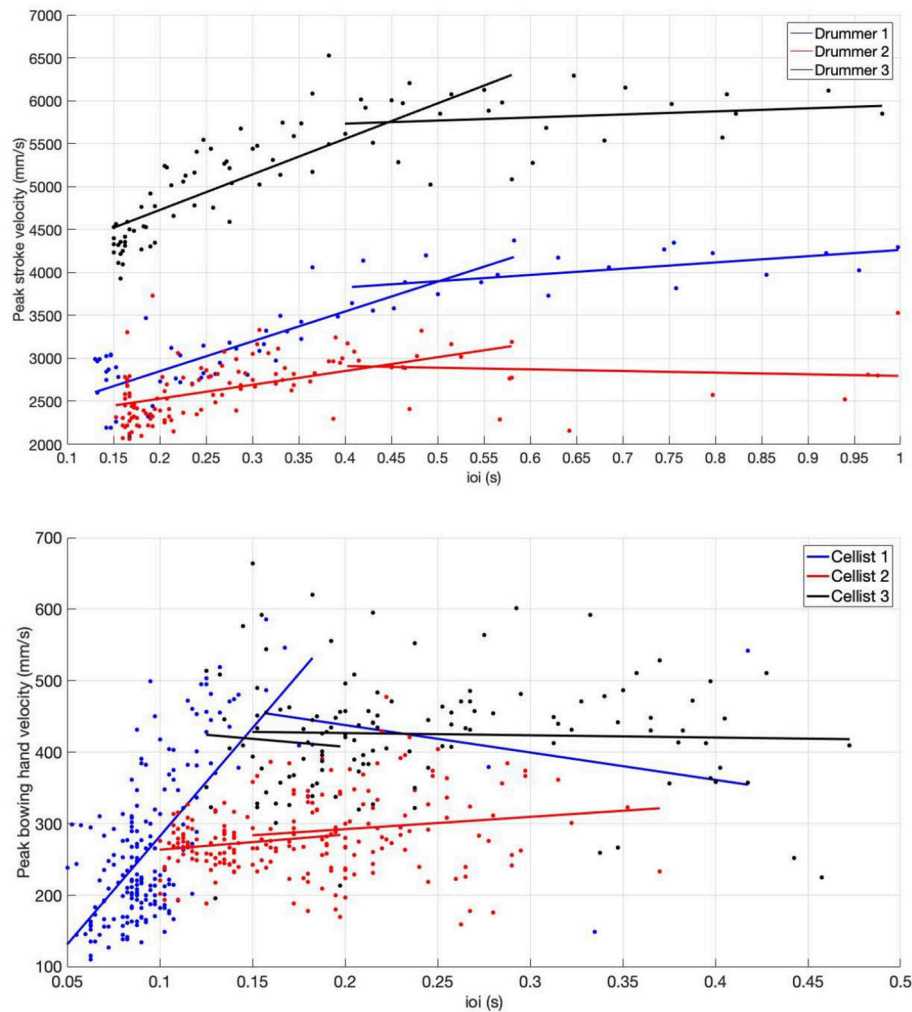 7000
6500
6000
5500
5000
4500
4000
3500
3000
2500
2000
Peak stroke velocity (mm/s)
Drummer 1
Drummer 2
Drummer 3
0.1 0.15 0.2 0.25 0.3 0.35 0.4 0.45 0.5 0.55 0.6 0.65 0.7 0.75 0.8 0.85 0.9 0.95 1
ioi (s)
700
600
500
400
300
200
100
Peak bowing hand velocity (mm/s)
Cellist 1
Cellist 2
Cellist 3
0.05 0.1 0.15 0.2 0.25 0.3 0.35 0.4 0.45 0.5
ioi (s)